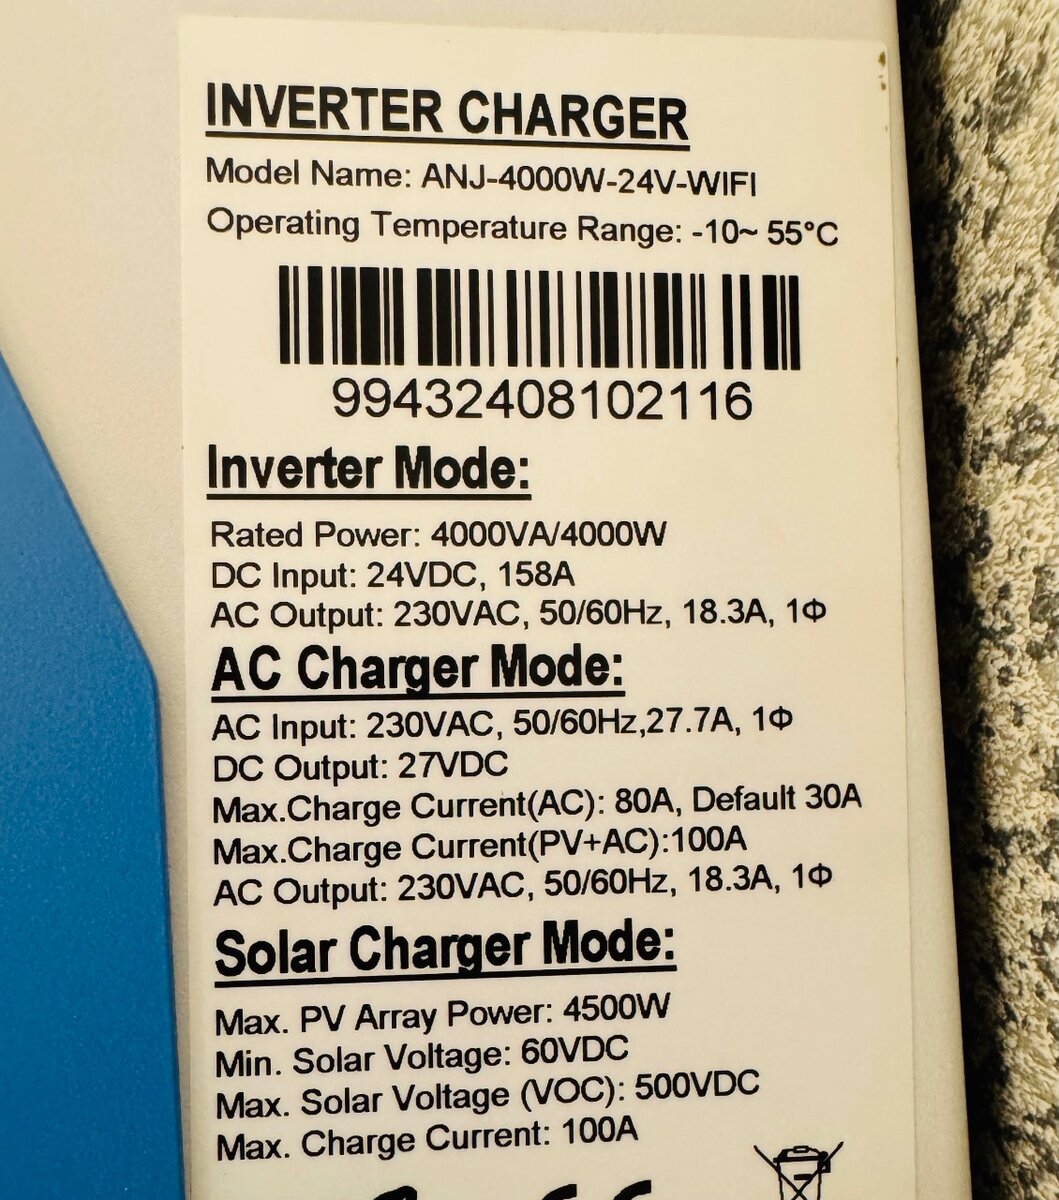 INVERTER CHARGER
Model Name: ANJ-4000W-24V-WIFI
Operating Temperature Range: -10~ 55°C
99432408102116
Inverter Mode:
Rated Power: 4000VA/4000W
DC Input: 24VDC, 158A
AC Output: 230VAC, 50/60Hz, 18.3A, 1Φ
AC Charger Mode:
AC Input: 230VAC, 50/60Hz,27.7A, 1Φ
DC Output: 27VDC
Max.Charge Current(AC): 80A, Default 30A
Max.Charge Current(PV+AC):100A
AC Output: 230VAC, 50/60Hz, 18.3A, 1Φ
Solar Charger Mode:
Max. PV Array Power: 4500W
Min. Solar Voltage: 60VDC
Max. Solar Voltage (VOC): 500VDC
Max. Charge Current: 100A